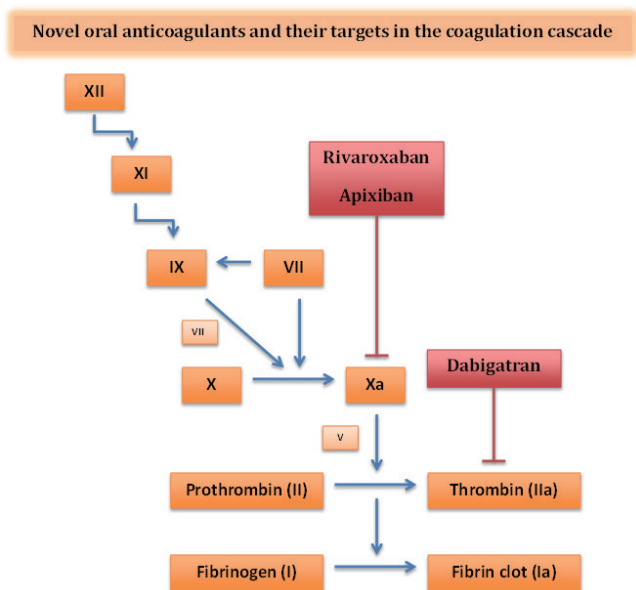 Novel oral anticoagulants and their targets in the coagulation cascade
XII
XI
Rivaroxaban
Apixiban
IX
VII
VII
X
Xa
Dabigatran
V
Prothrombin (II)
Thrombin (IIa)
Fibrinogen (I)
Fibrin clot (Ia)